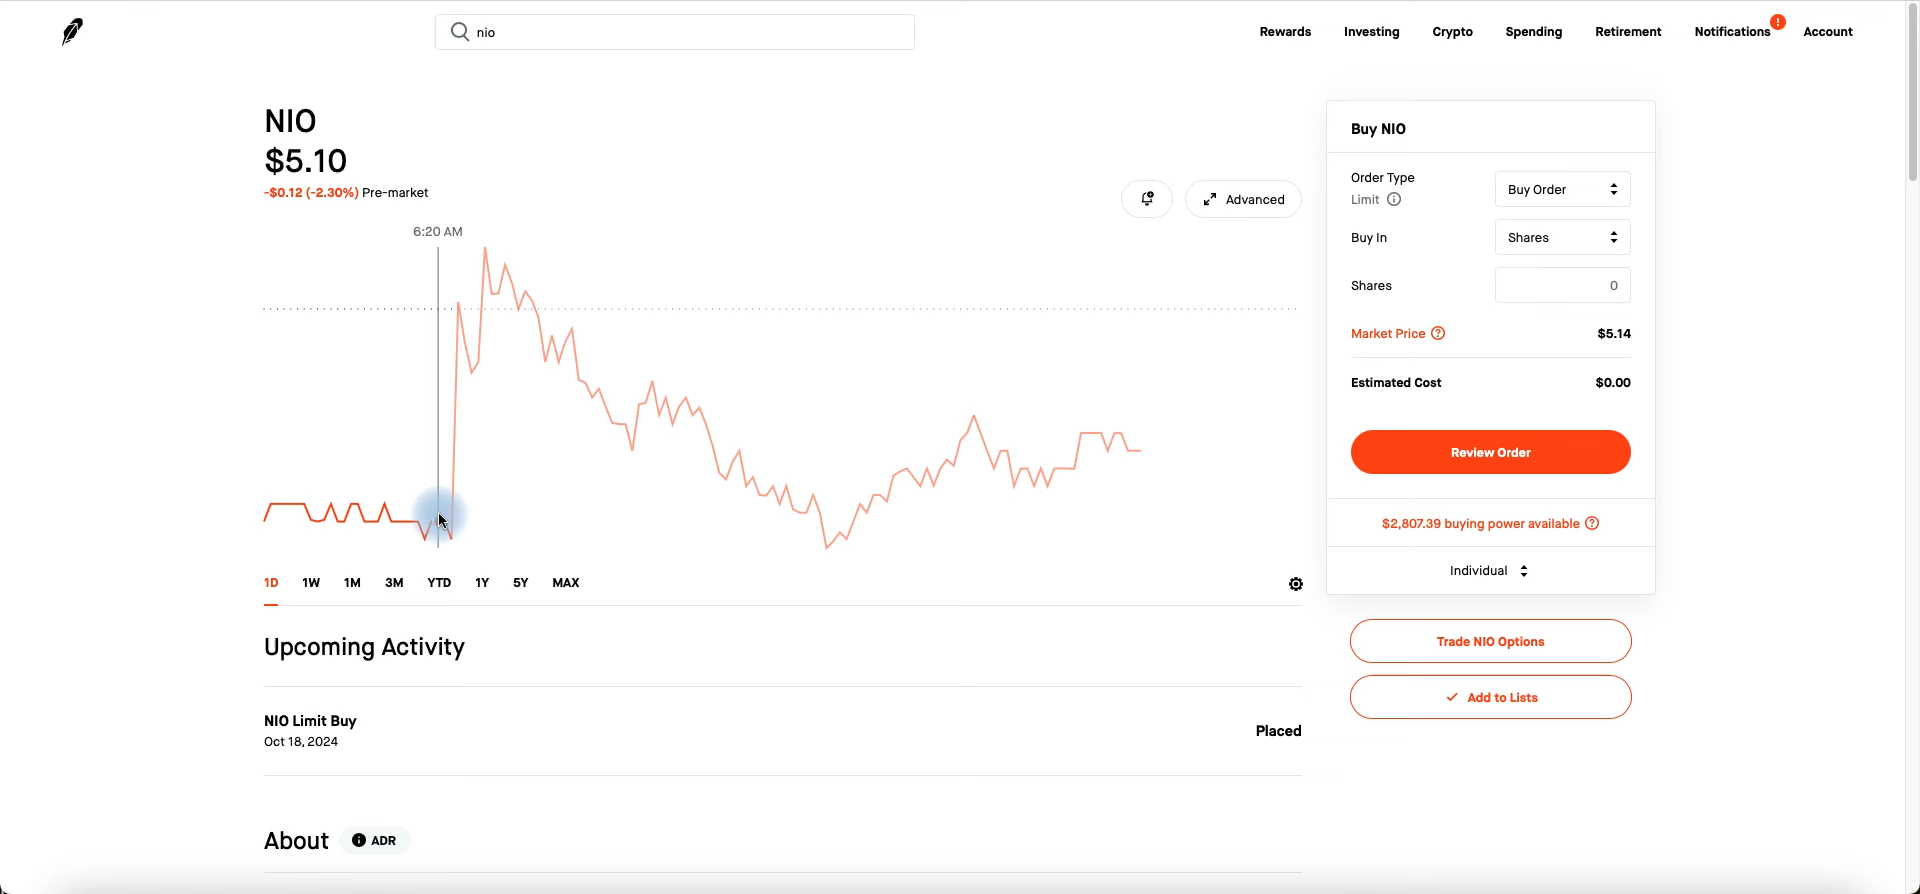 nio
Rewards
Investing
Crypto
Spending
Retirement
Notifications
!
Account
NIO
$5.10
-$0.12 (-2.30%) Pre-market
Advanced
6:20 AM
1D 1W 1M 3M YTD 1Y 5Y MAX
Upcoming Activity
NIO Limit Buy
Oct 18, 2024
Placed
About
ADR
Buy NIO
Order Type
Limit
Buy Order
Buy In
Shares
Shares
0
Market Price
$5.14
Estimated Cost
$0.00
Review Order
$2,807.39 buying power available
Individual
Trade NIO Options
Add to Lists